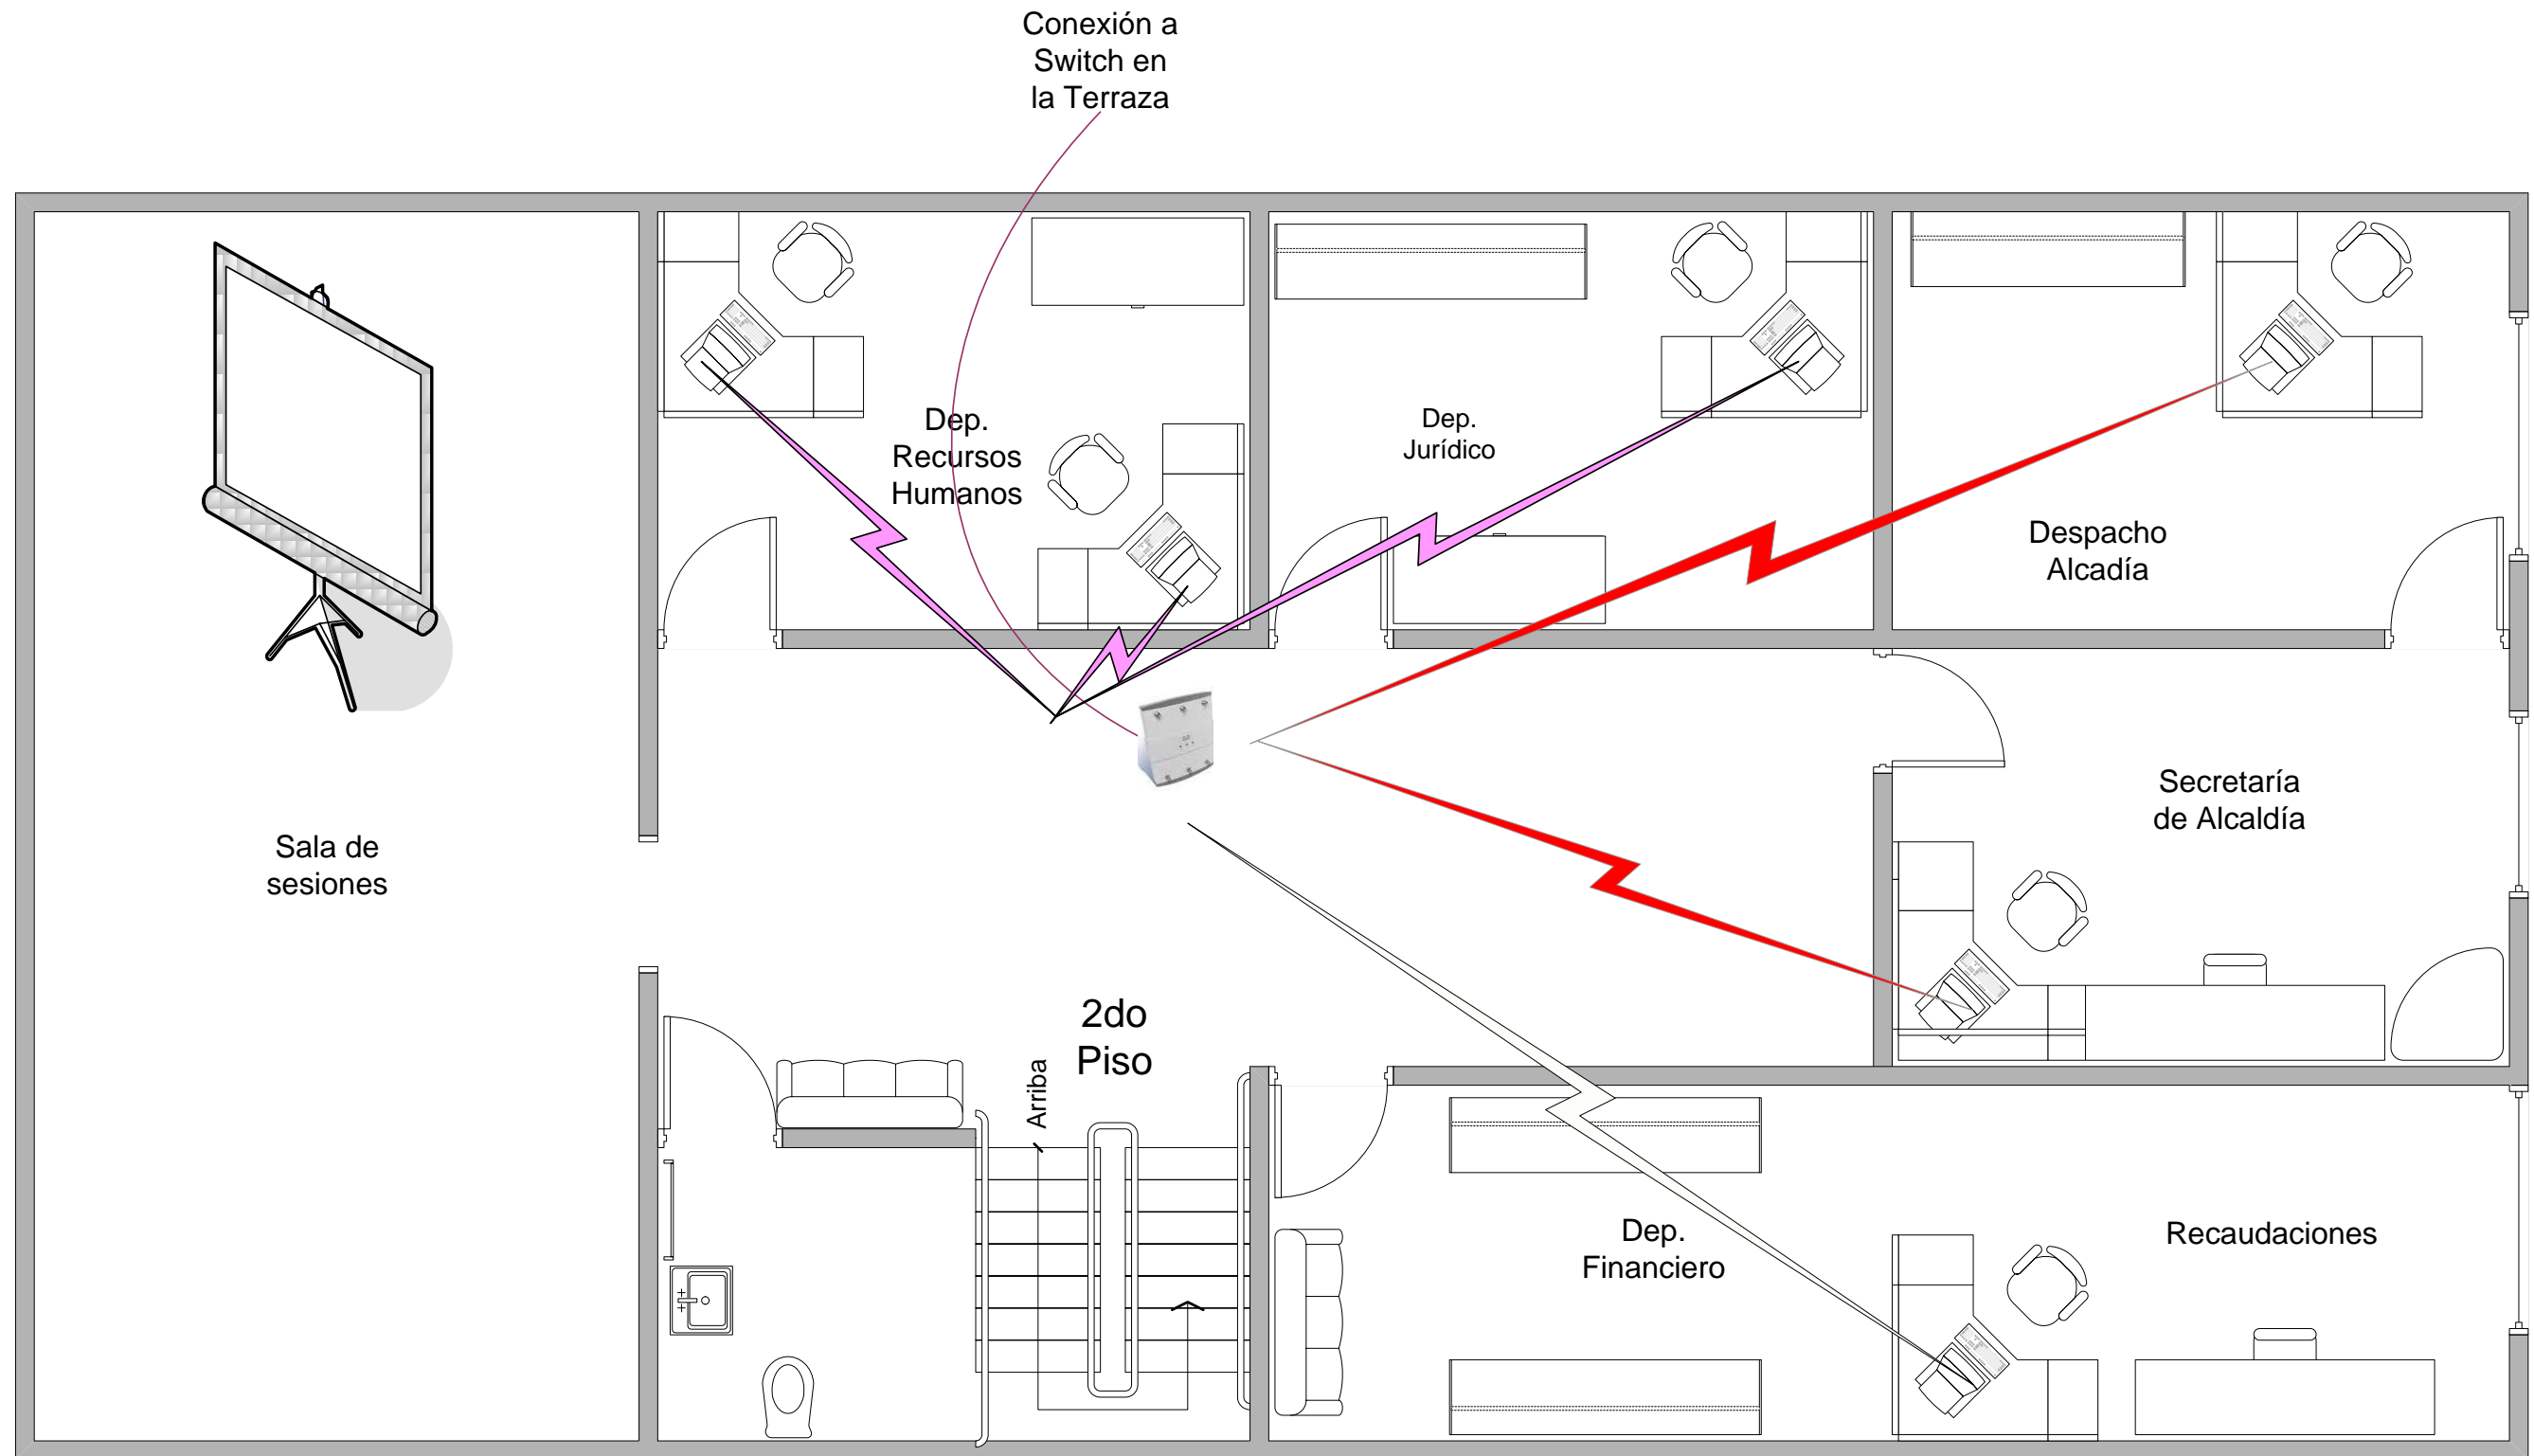 Conexión a
Switch en
la Terraza
Dep.
Recursos
Humanos
Dep.
Jurídico
Despacho
Alcadía
Secretaría
de Alcaldía
Sala de
sesiones
2do
Piso
Arriba
Dep.
Financiero
Recaudaciones